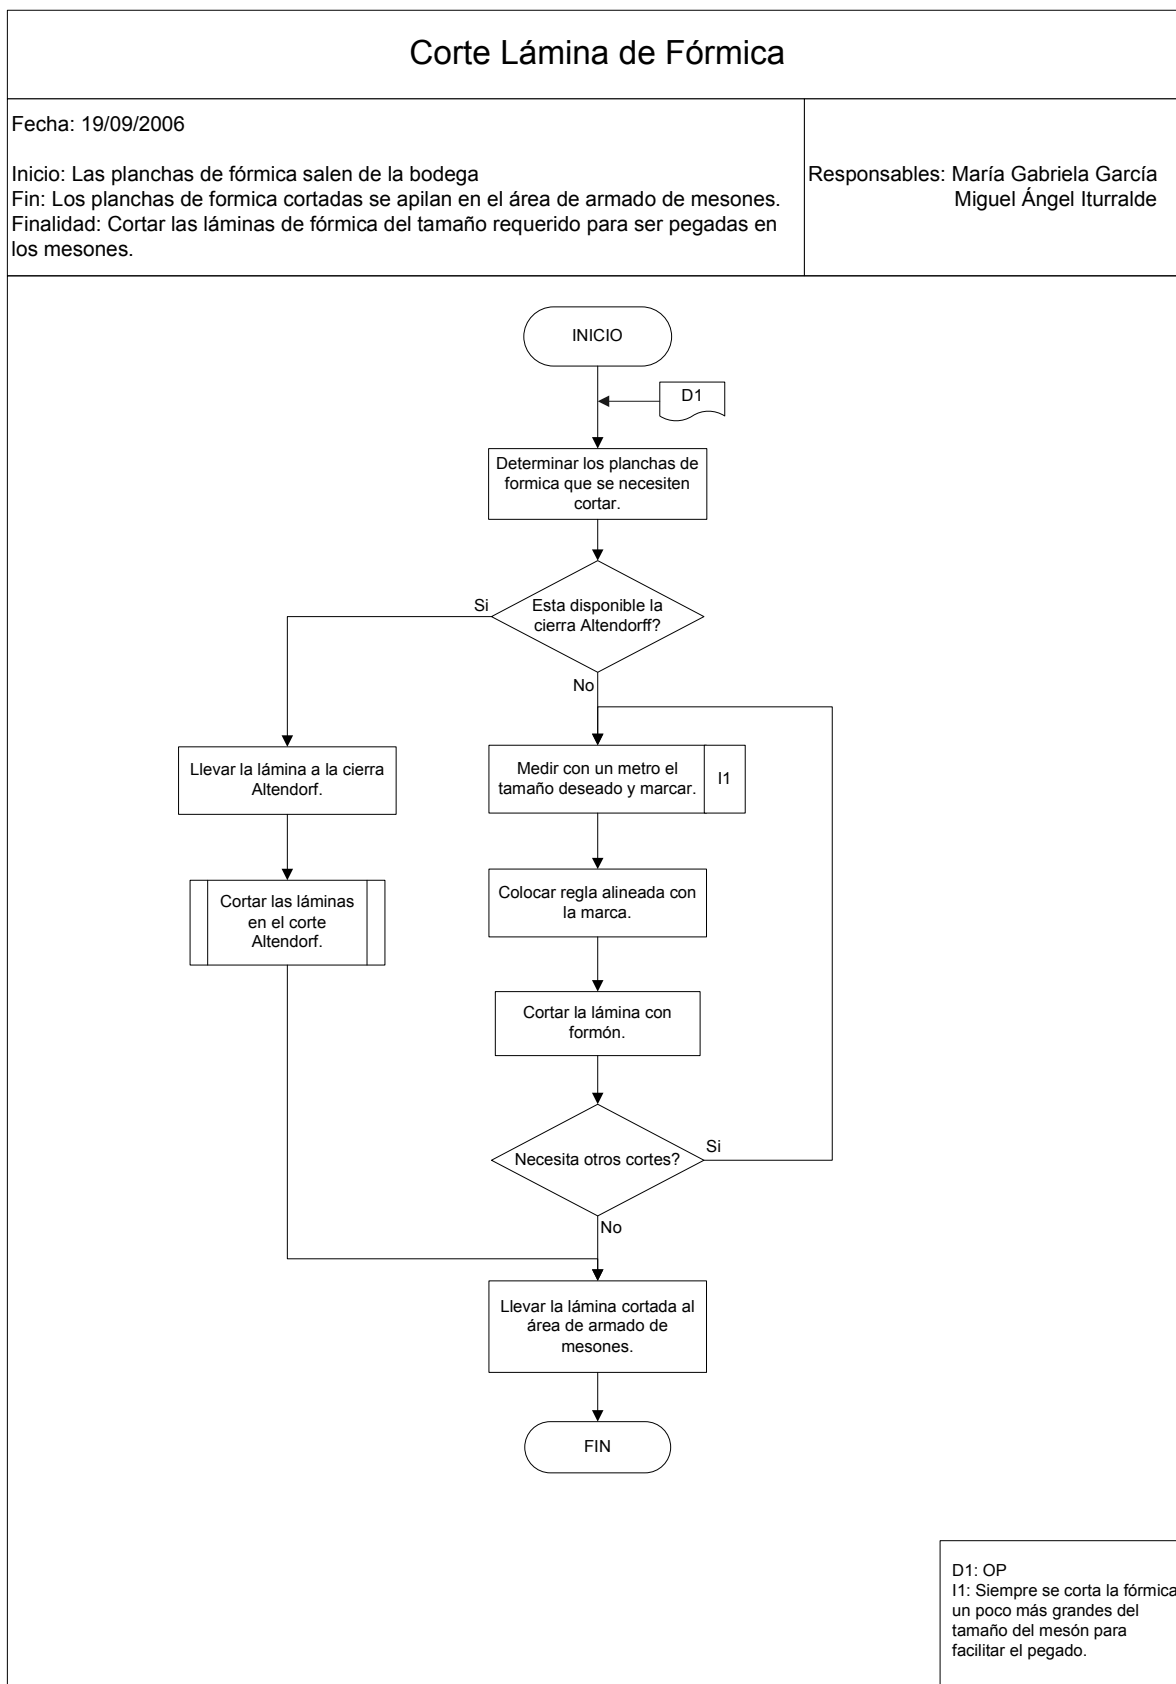 Corte Lámina de Fórmica
Fecha: 19/09/2006
Inicio: Las planchas de fórmica salen de la bodega
Fin: Los planchas de formica cortadas se apilan en el área de armado de mesones.
Finalidad: Cortar las láminas de fórmica del tamaño requerido para ser pegadas en
los mesones.
Responsables: María Gabriela García
Miguel Ángel Iturralde
INICIO
D1
Determinar los planchas de
formica que se necesiten
cortar.
Esta disponible la
cierra Altendorff?
Si
No
Llevar la lámina a la cierra
Altendorf.
Medir con un metro el
tamaño deseado y marcar.
I1
Cortar las láminas
en el corte
Altendorf.
Colocar regla alineada con
la marca.
Cortar la lámina con
formón.
Necesita otros cortes?
Si
No
Llevar la lámina cortada al
área de armado de
mesones.
FIN
D1: OP
I1: Siempre se corta la fórmica
un poco más grandes del
tamaño del mesón para
facilitar el pegado.